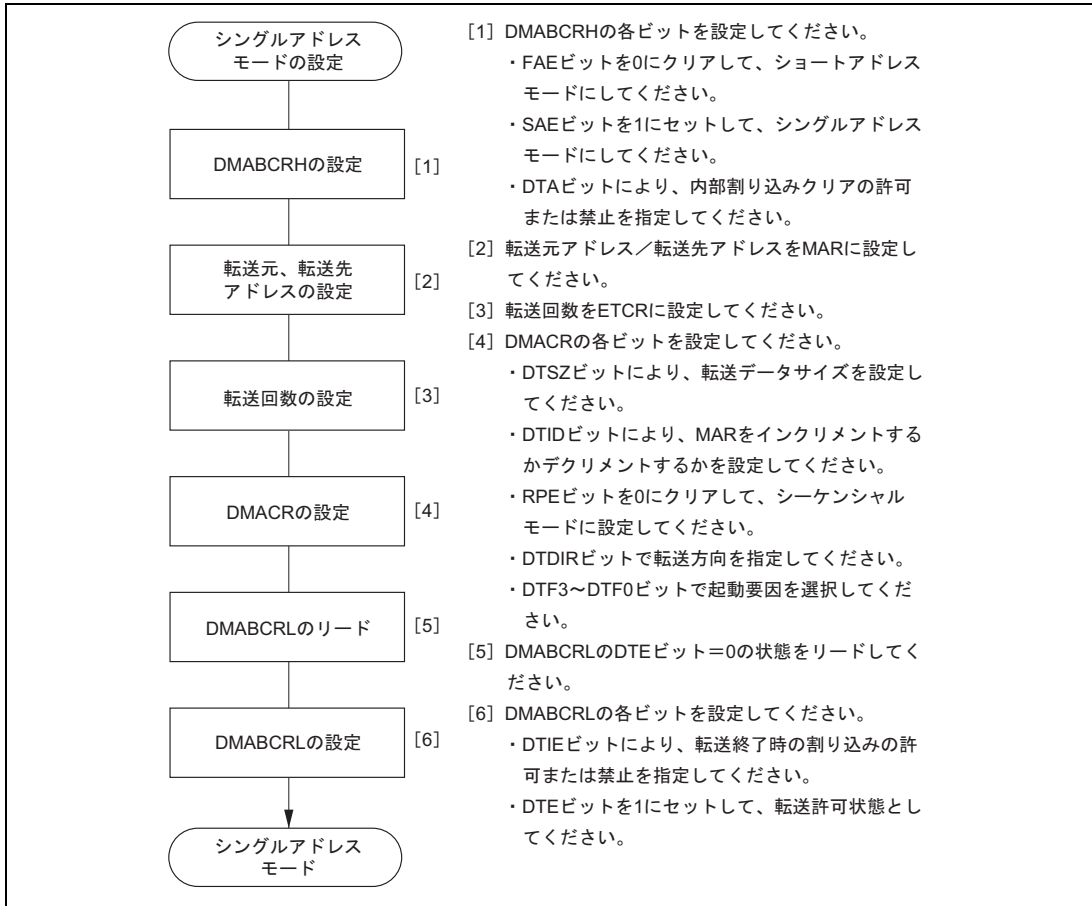 シングルアドレス
モードの設定
DMABCRHの設定
[1]
転送元、転送先
アドレスの設定
[2]
転送回数の設定
[3]
DMACRの設定
[4]
DMABCRLのリード
[5]
DMABCRLの設定
[6]
シングルアドレス
モード
[1] DMABCRHの各ビットを設定してください。
・FAEビットを0にクリアして、ショートアドレス
モードにしてください。
・SAEビットを1にセットして、シングルアドレス
モードにしてください。
・DTAビットにより、内部割り込みクリアの許可
または禁止を指定してください。
[2] 転送元アドレス／転送先アドレスをMARに設定し
てください。
[3] 転送回数をETCRに設定してください。
[4] DMACRの各ビットを設定してください。
・DTSZビットにより、転送データサイズを設定し
てください。
・DTIDビットにより、MARをインクリメントする
かデクリメントするかを設定してください。
・RPEビットを0にクリアして、シーケンシャル
モードに設定してください。
・DTDIRビットで転送方向を指定してください。
・DTF3～DTF0ビットで起動要因を選択してくだ
さい。
[5] DMABCRLのDTEビット＝0の状態をリードしてく
ださい。
[6] DMABCRLの各ビットを設定してください。
・DTIEビットにより、転送終了時の割り込みの許
可または禁止を指定してください。
・DTEビットを1にセットして、転送許可状態とし
てください。